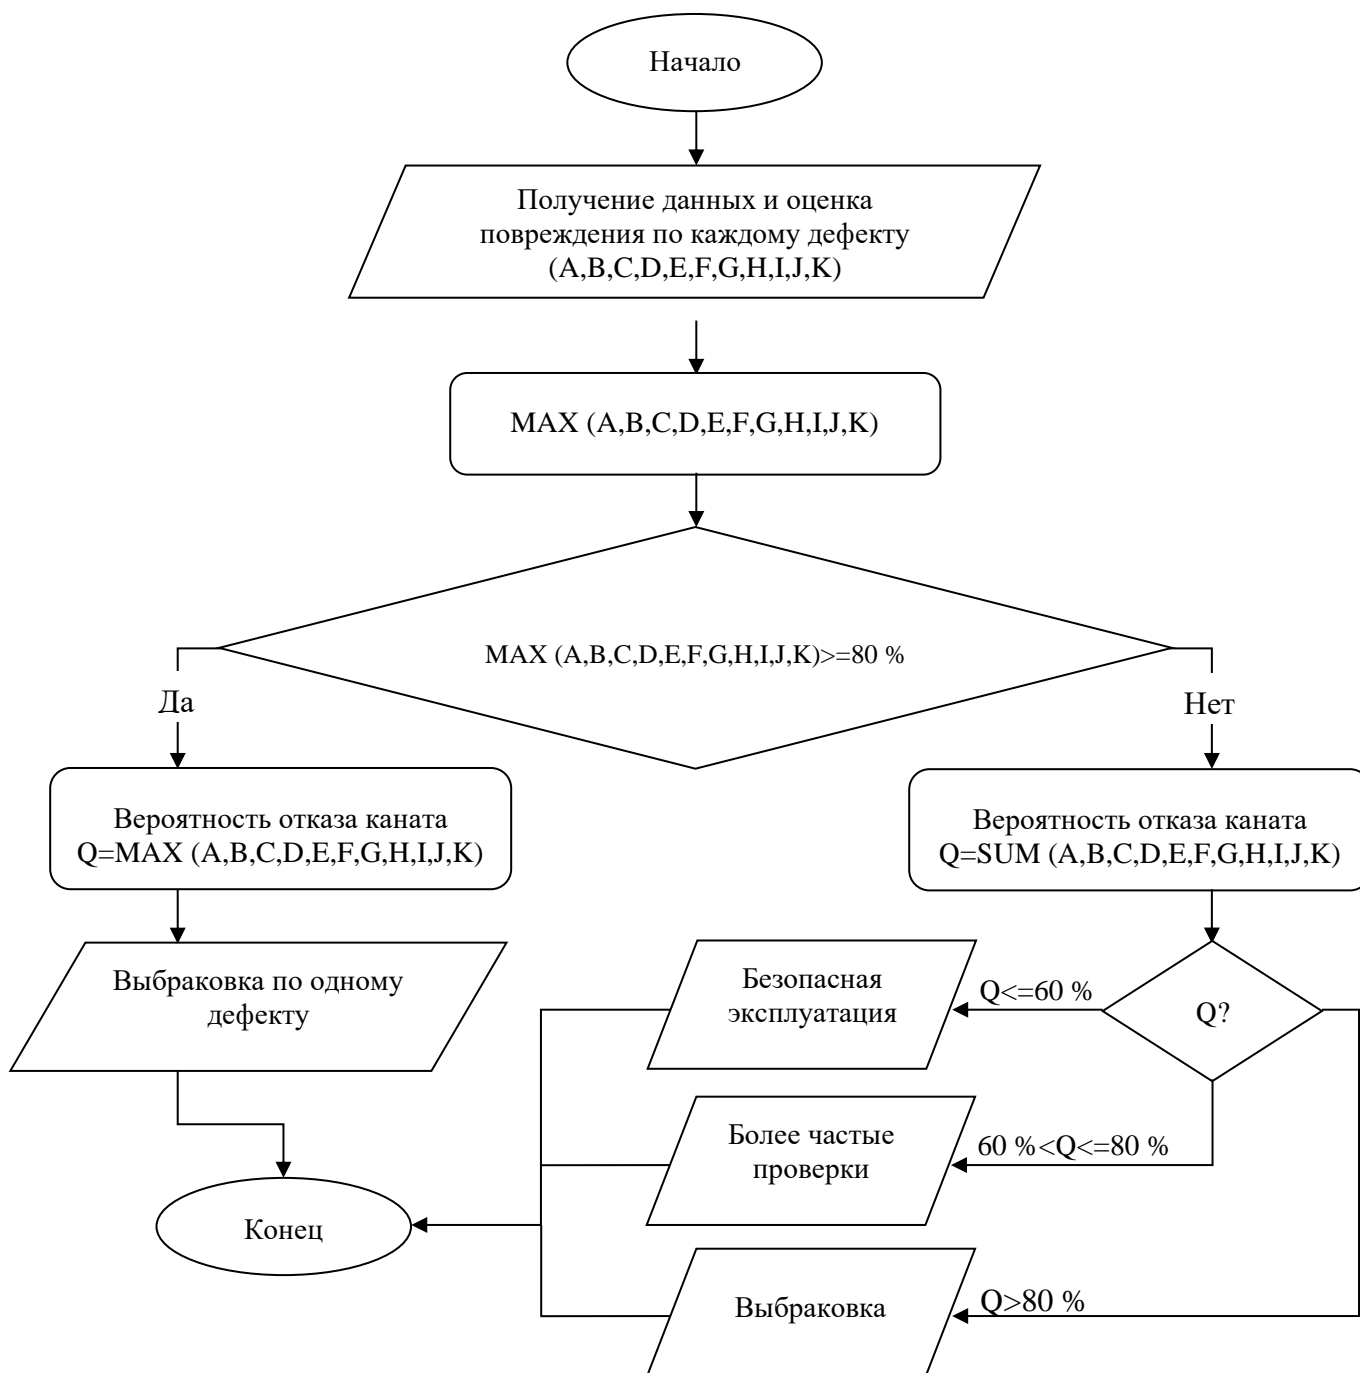 Начало
Получение данных и оценка
повреждения по каждому дефекту
(A,B,C,D,E,F,G,H,I,J,K)
MAX (A,B,C,D,E,F,G,H,I,J,K)
MAX (A,B,C,D,E,F,G,H,I,J,K)>=80 %
Да
Нет
Вероятность отказа каната
Q=MAX (A,B,C,D,E,F,G,H,I,J,K)
Вероятность отказа каната
Q=SUM (A,B,C,D,E,F,G,H,I,J,K)
Выбраковка по одному
дефекту
Безопасная
эксплуатация
Q<=60 %
Q?
Более частые
проверки
60 %<Q<=80 %
Конец
Выбраковка
Q>80 %